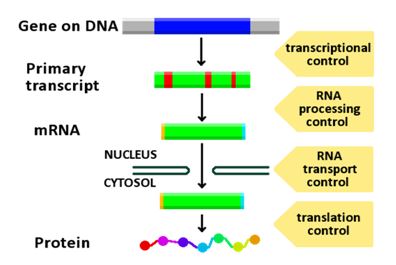 Gene on DNA
transcriptional
control
Primary
transcript
RNA
processing
control
mRNA
NUCLEUS
CYTOSOL
RNA
transport
control
translation
control
Protein